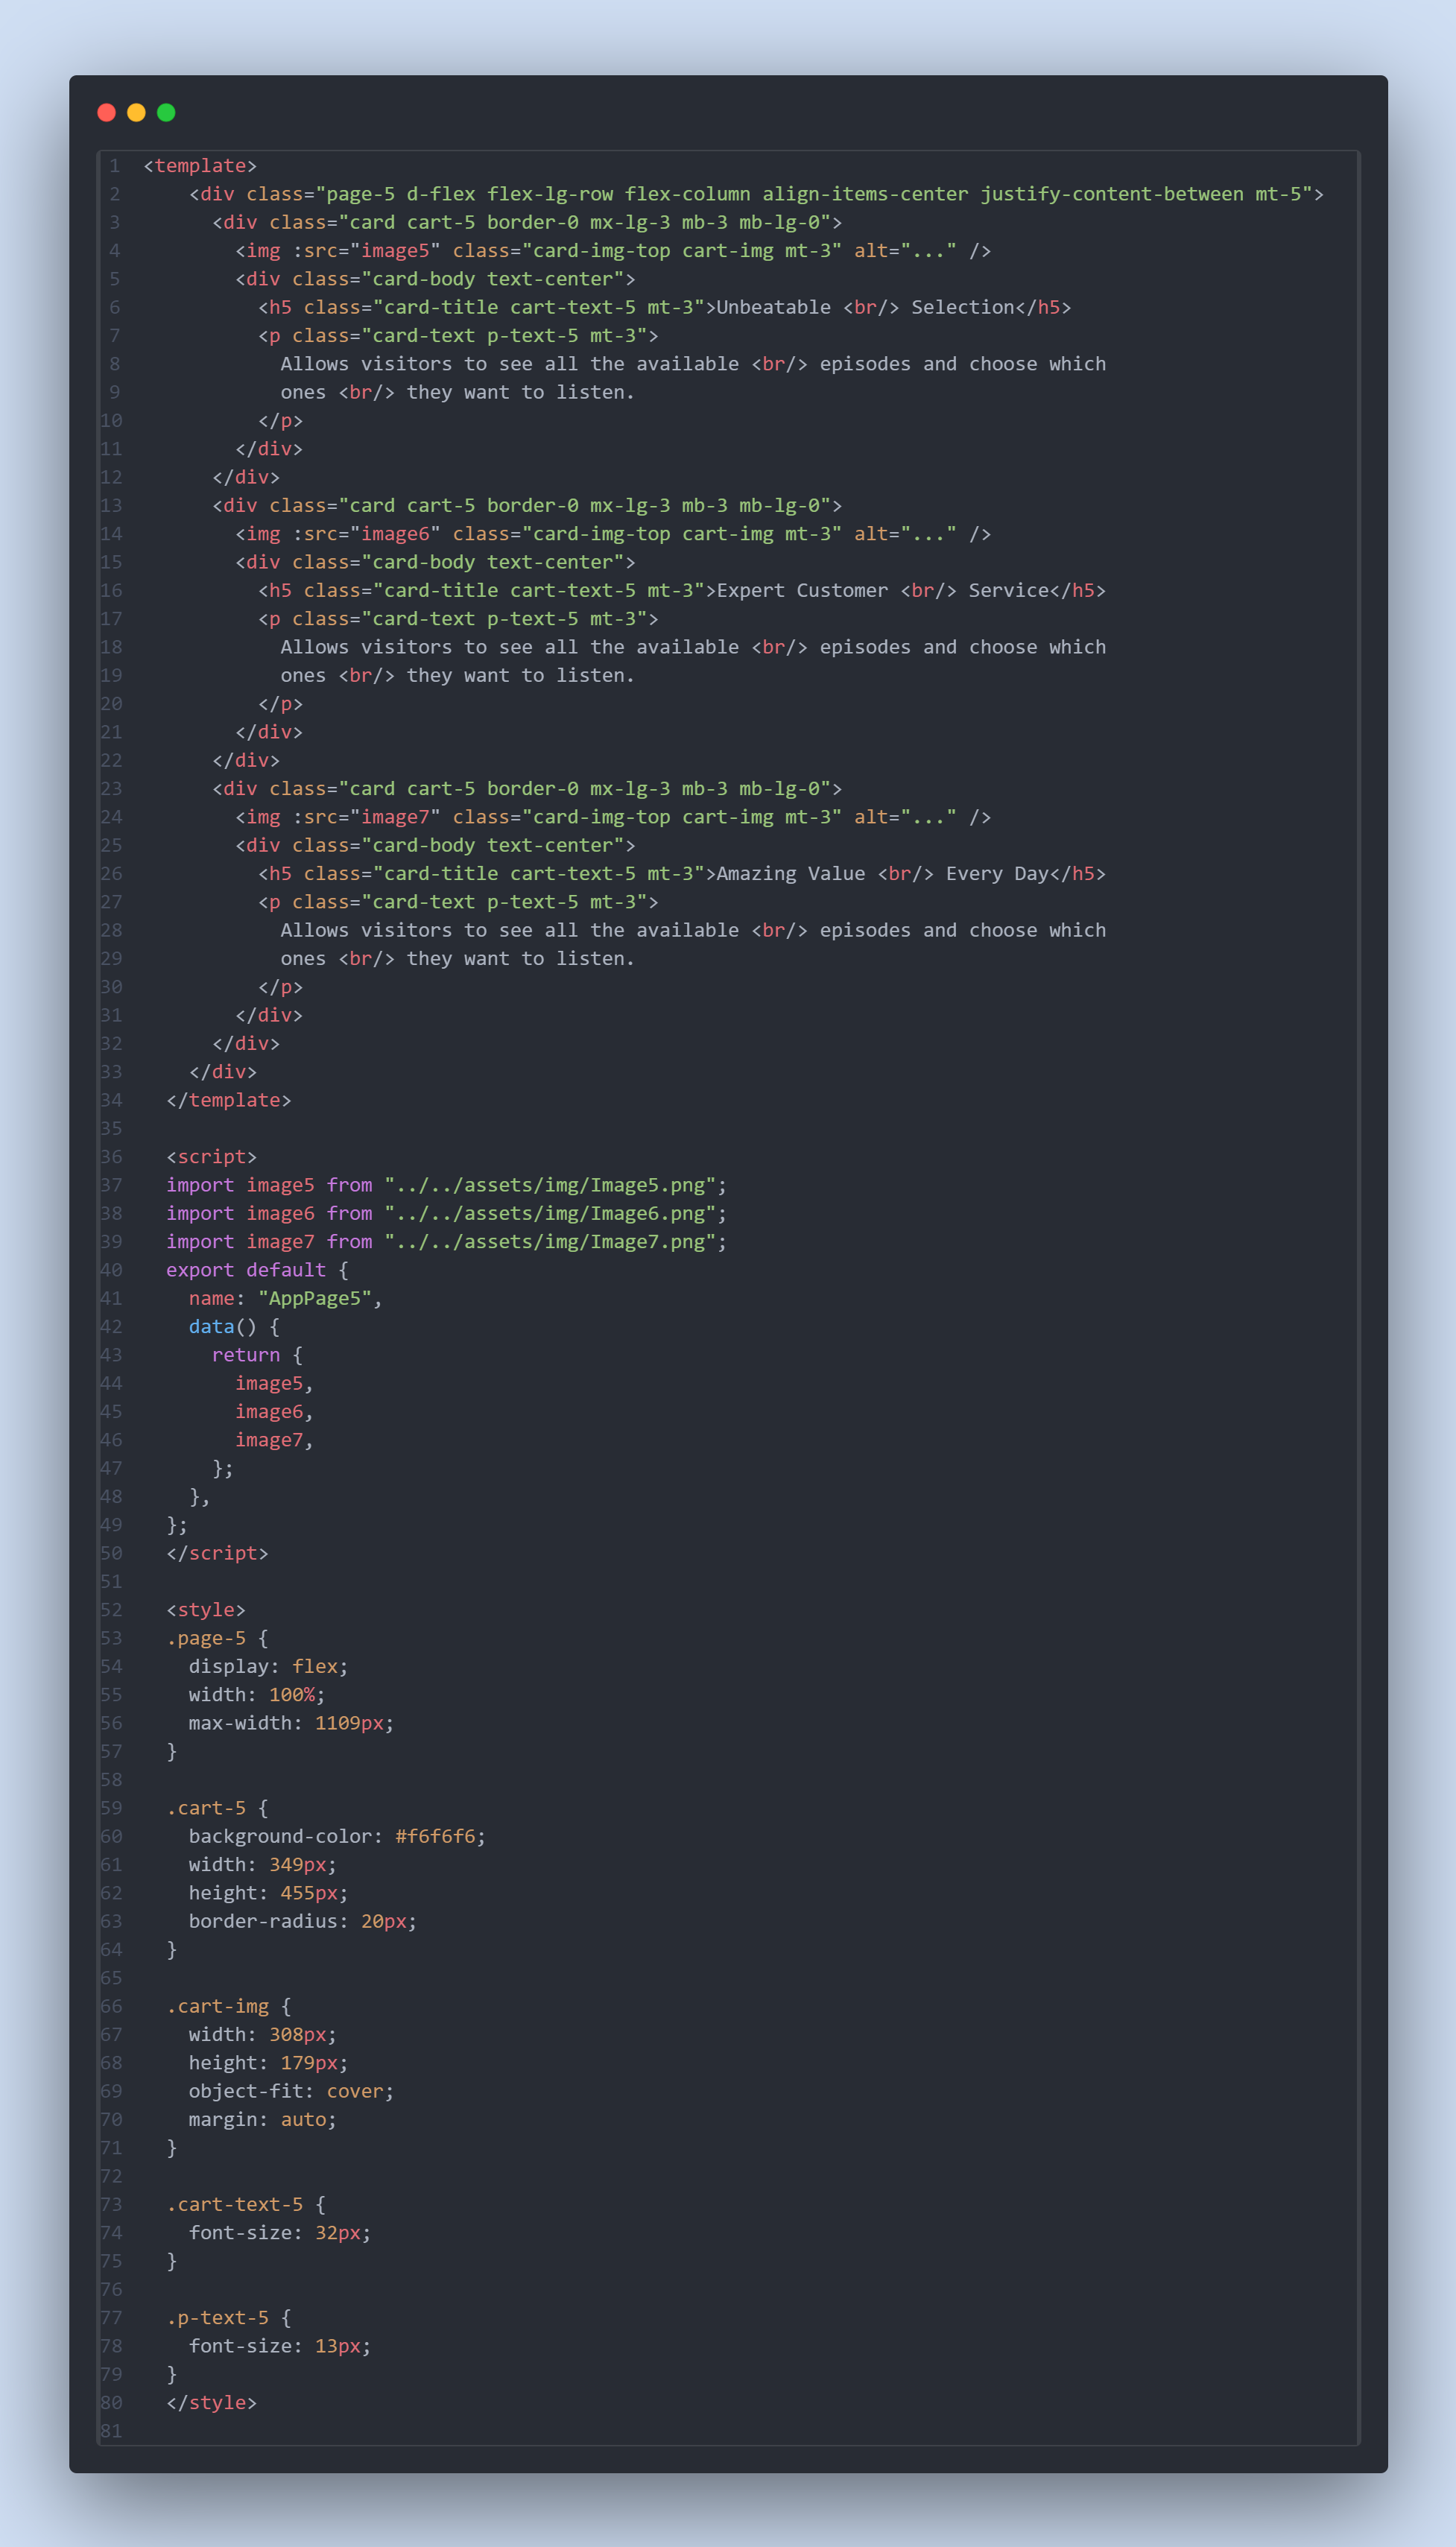 1 <template>
2     <div class="page-5 d-flex flex-lg-row flex-column align-items-center justify-content-between mt-5">
3       <div class="card cart-5 border-0 mx-lg-3 mb-3 mb-lg-0">
4         <img :src="image5" class="card-img-top cart-img mt-3" alt="..." />
5         <div class="card-body text-center">
6           <h5 class="card-title cart-text-5 mt-3">Unbeatable <br/> Selection</h5>
7           <p class="card-text p-text-5 mt-3">
8             Allows visitors to see all the available <br/> episodes and choose which
9             ones <br/> they want to listen.
10           </p>
11         </div>
12       </div>
13       <div class="card cart-5 border-0 mx-lg-3 mb-3 mb-lg-0">
14         <img :src="image6" class="card-img-top cart-img mt-3" alt="..." />
15         <div class="card-body text-center">
16           <h5 class="card-title cart-text-5 mt-3">Expert Customer <br/> Service</h5>
17           <p class="card-text p-text-5 mt-3">
18             Allows visitors to see all the available <br/> episodes and choose which
19             ones <br/> they want to listen.
20           </p>
21         </div>
22       </div>
23       <div class="card cart-5 border-0 mx-lg-3 mb-3 mb-lg-0">
24         <img :src="image7" class="card-img-top cart-img mt-3" alt="..." />
25         <div class="card-body text-center">
26           <h5 class="card-title cart-text-5 mt-3">Amazing Value <br/> Every Day</h5>
27           <p class="card-text p-text-5 mt-3">
28             Allows visitors to see all the available <br/> episodes and choose which
29             ones <br/> they want to listen.
30           </p>
31         </div>
32       </div>
33     </div>
34   </template>
35
36   <script>
37   import image5 from "../../assets/img/Image5.png";
38   import image6 from "../../assets/img/Image6.png";
39   import image7 from "../../assets/img/Image7.png";
40   export default {
41     name: "AppPage5",
42     data() {
43       return {
44         image5,
45         image6,
46         image7,
47       };
48     },
49   };
50   </script>
51
52   <style>
53   .page-5 {
54     display: flex;
55     width: 100%;
56     max-width: 1109px;
57   }
58
59   .cart-5 {
60     background-color: #f6f6f6;
61     width: 349px;
62     height: 455px;
63     border-radius: 20px;
64   }
65
66   .cart-img {
67     width: 308px;
68     height: 179px;
69     object-fit: cover;
70     margin: auto;
71   }
72
73   .cart-text-5 {
74     font-size: 32px;
75   }
76
77   .p-text-5 {
78     font-size: 13px;
79   }
80   </style>
81